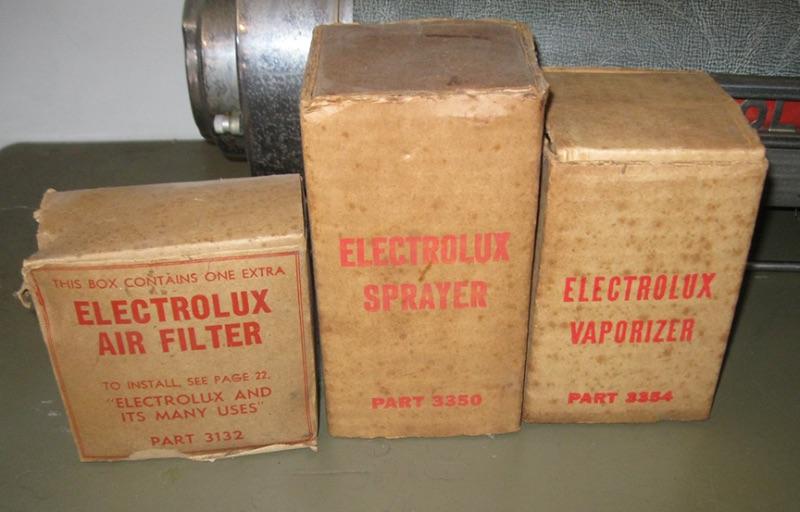 THIS BOX CONTAINS ONE EXTRA
ELECTROLUX
AIR FILTER
TO INSTALL, SEE PAGE 22,
"ELECTROLUX AND
ITS MANY USES"
PART 3132
ELECTROLUX
SPRAYER
PART 3350
ELECTROLUX
VAPORIZER
PART 3354